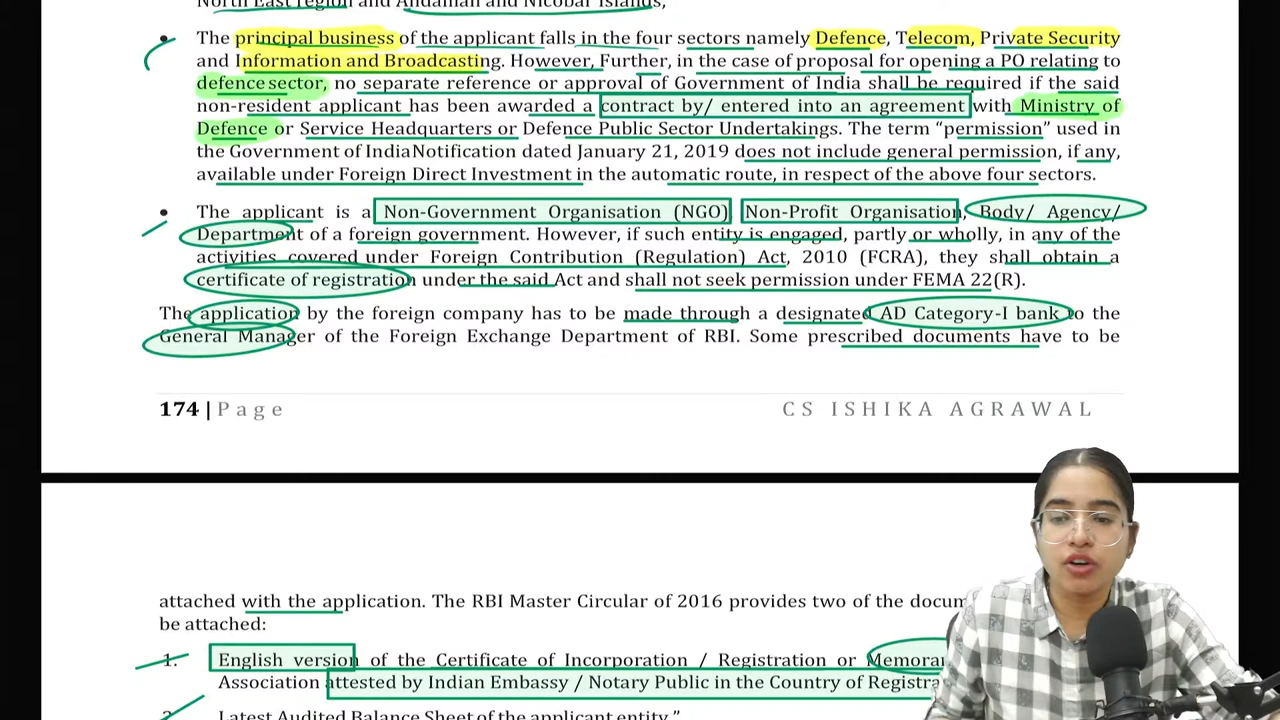 North East region and Andaman and Nicobar Islands,
• The principal business of the applicant falls in the four sectors namely Defence, Telecom, Private Security
and Information and Broadcasting. However, Further, in the case of proposal for opening a PO relating to
defence sector, no separate reference or approval of Government of India shall be required if the said
non-resident applicant has been awarded a contract by/ entered into an agreement with Ministry of
Defence or Service Headquarters or Defence Public Sector Undertakings. The term “permission” used in
the Government of IndiaNotification dated January 21, 2019 does not include general permission, if any,
available under Foreign Direct Investment in the automatic route, in respect of the above four sectors.
• The applicant is a Non-Government Organisation (NGO) Non-Profit Organisation, Body/ Agency/
Department of a foreign government. However, if such entity is engaged, partly or wholly, in any of the
activities covered under Foreign Contribution (Regulation) Act, 2010 (FCRA), they shall obtain a
certificate of registration under the said Act and shall not seek permission under FEMA 22(R).
The application by the foreign company has to be made through a designated AD Category-I bank to the
General Manager of the Foreign Exchange Department of RBI. Some prescribed documents have to be
174 | Page
CS ISHIKA AGRAWAL
attached with the application. The RBI Master Circular of 2016 provides two of the
be attached:
1. English version of the Certificate of Incorporation / Registration or
Association attested by Indian Embassy / Notary Public in the Country of
2. Latest Audited Balance Sheet of the applicant entity.”